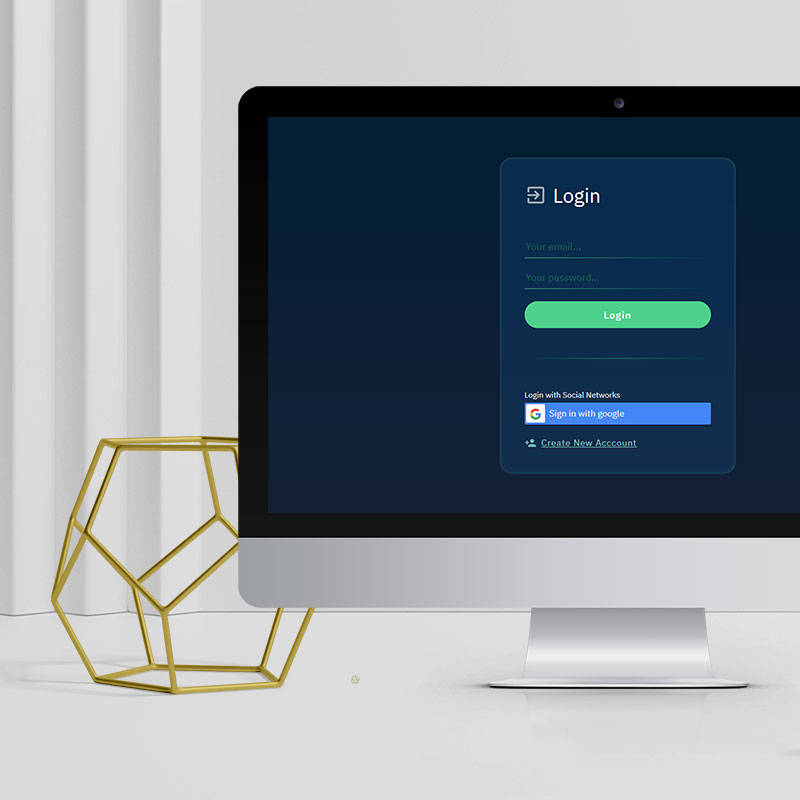 Login
Your email...
Your password...
Login
Login with Social Networks
Sign in with google
Create New Acccount